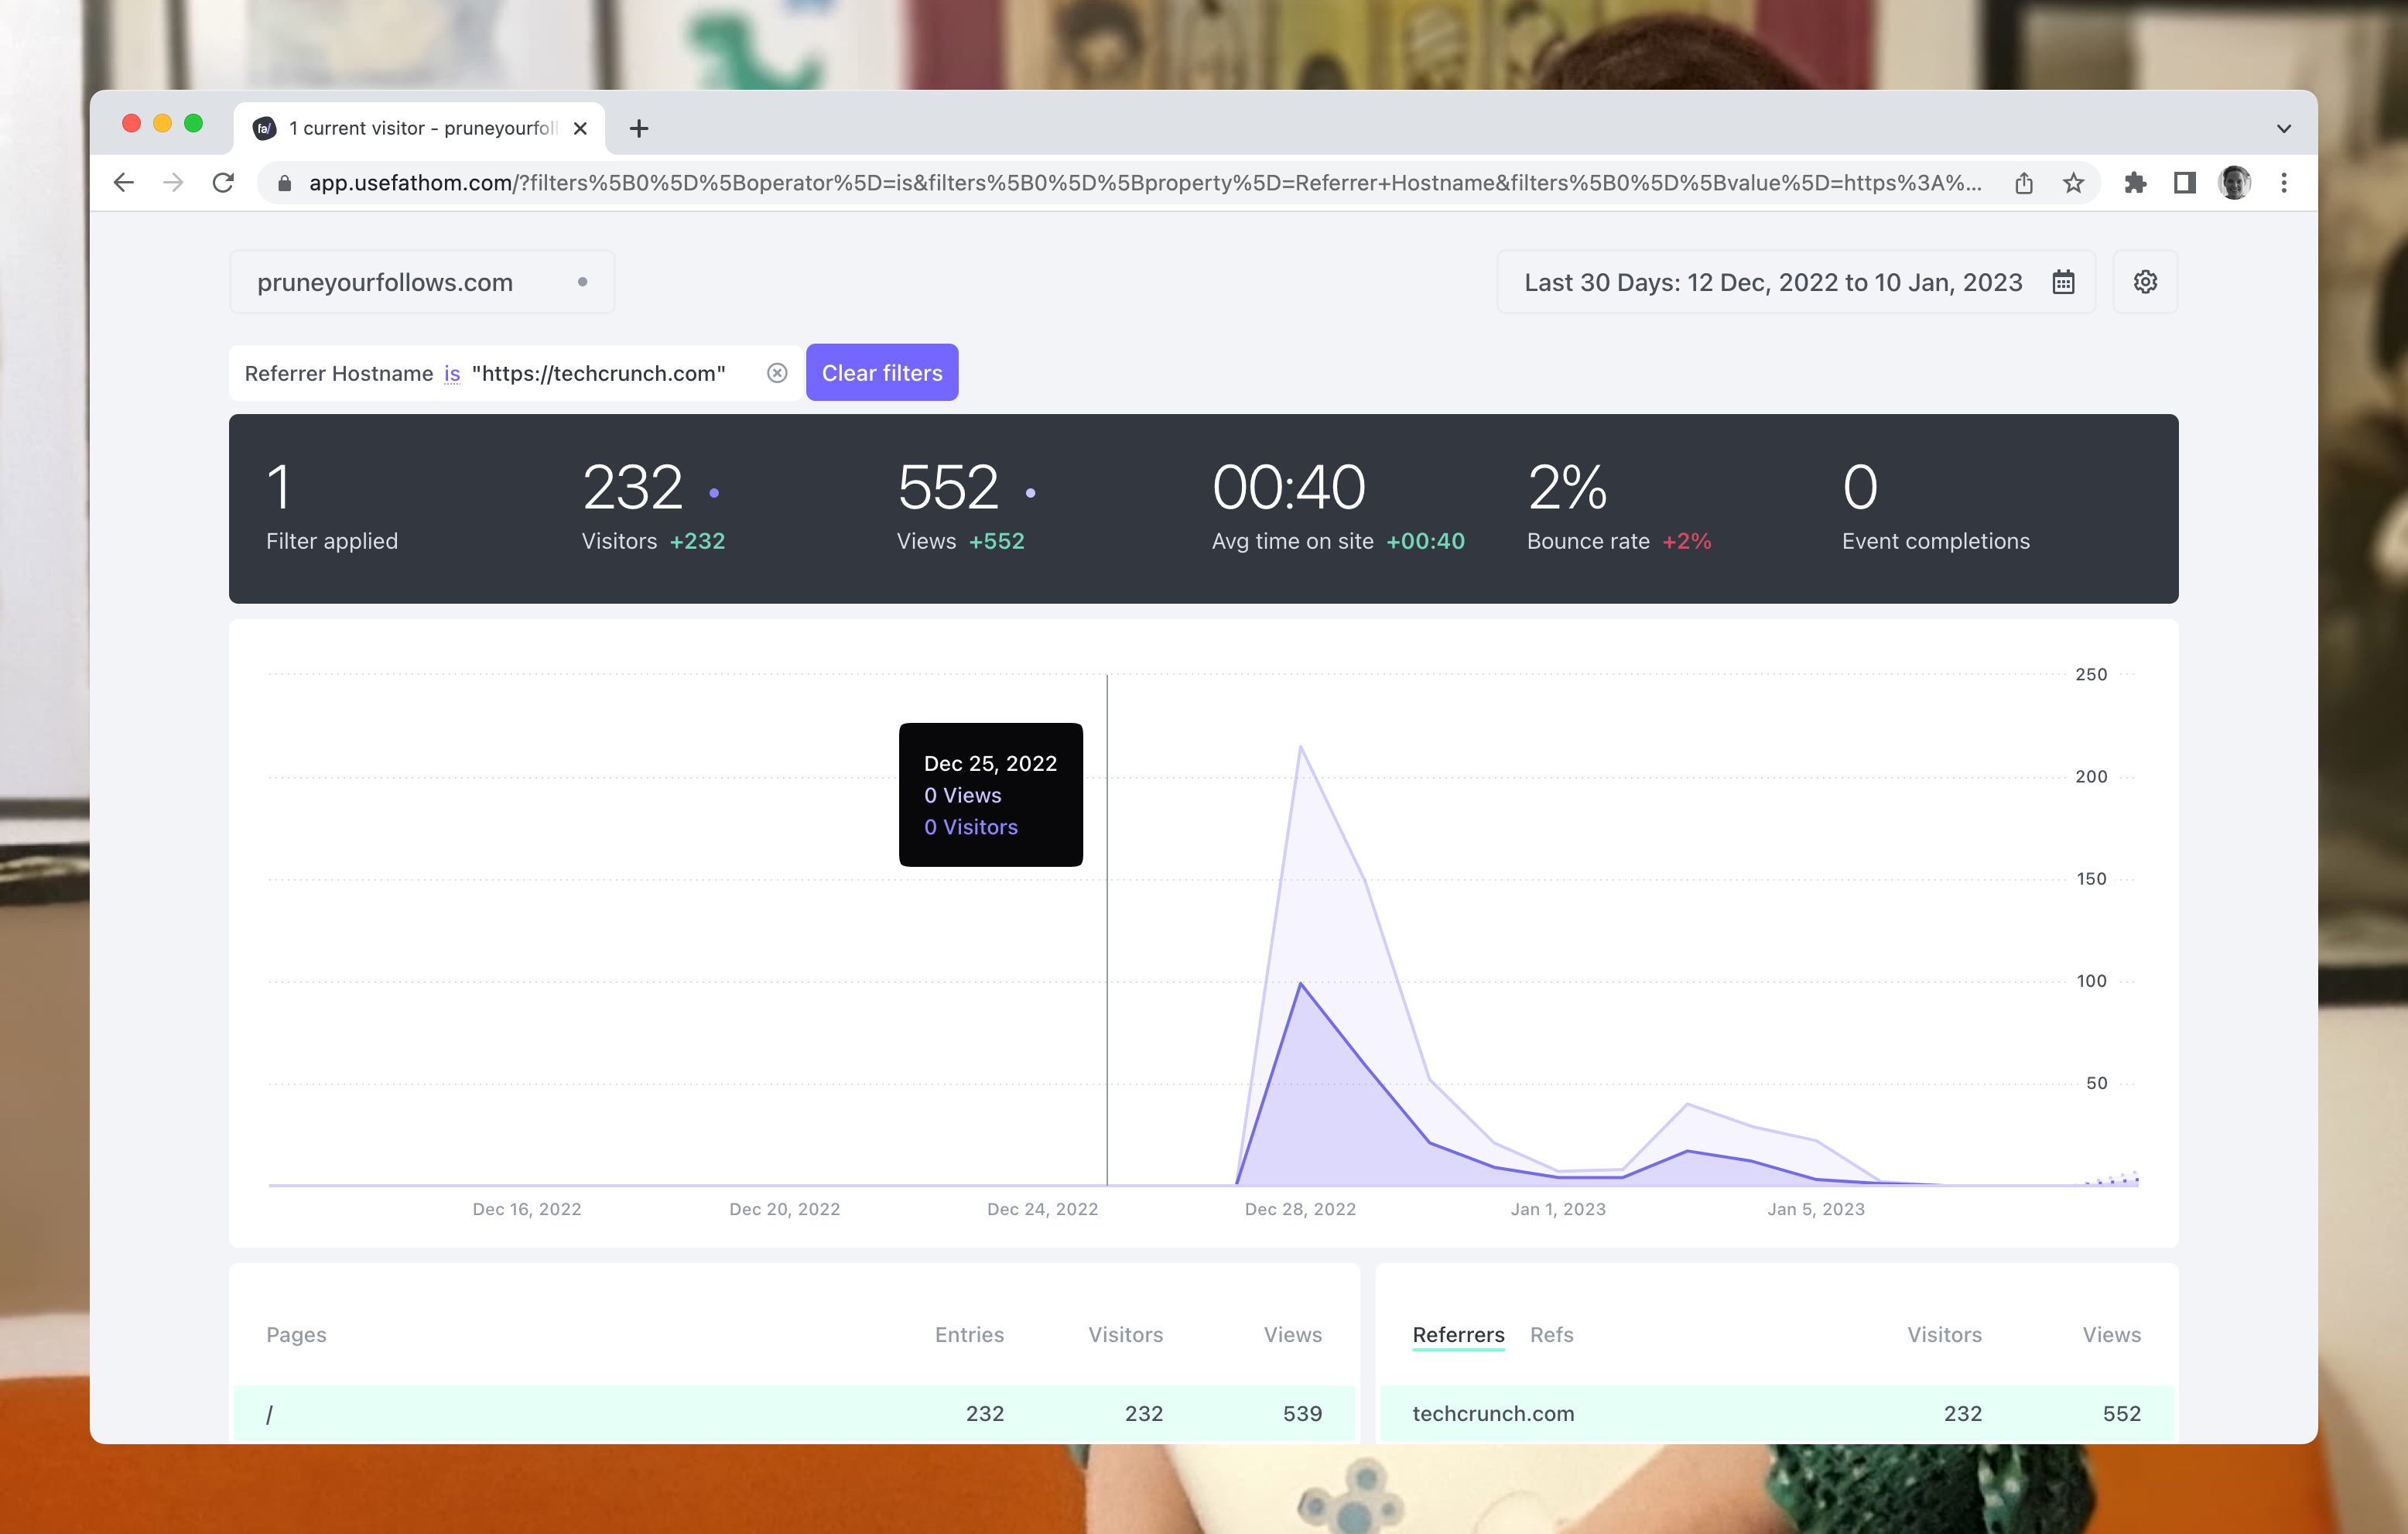 1 current visitor - pruneyourfoll
app.usefathom.com/?filters%5B0%5D%5Boperator%5D=is&filters%5B0%5D%5Bproperty%5D=Referrer+Hostname&filters%5B0%5D%5Bvalue%5D=https%3A%...
pruneyourfollows.com
Last 30 Days: 12 Dec, 2022 to 10 Jan, 2023
Referrer Hostname is "https://techcrunch.com"
Clear filters
1
Filter applied
232
Visitors +232
552
Views +552
00:40
Avg time on site +00:40
2%
Bounce rate +2%
0
Event completions
250
200
150
100
50
Dec 25, 2022
0 Views
0 Visitors
Dec 16, 2022
Dec 20, 2022
Dec 24, 2022
Dec 28, 2022
Jan 1, 2023
Jan 5, 2023
Pages Entries Visitors Views
/ 232 232 539
Referrers Refs Visitors Views
techcrunch.com 232 552